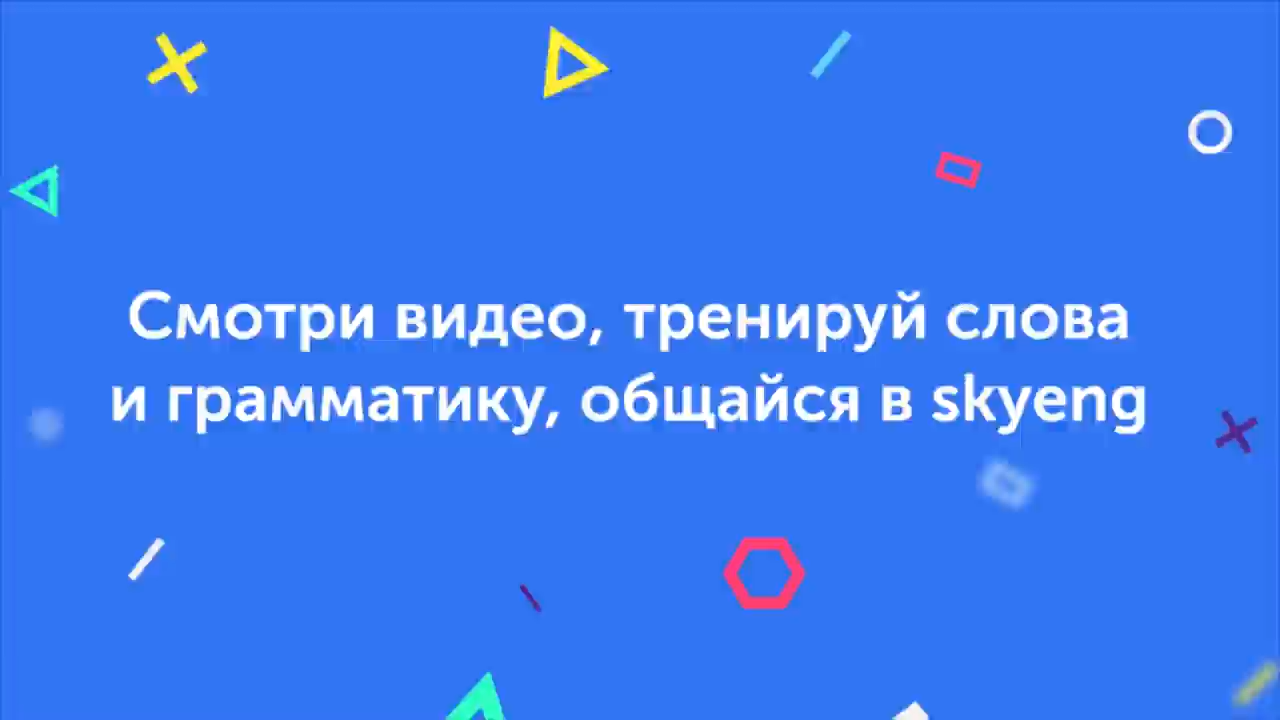 Смотри видео, тренируй слова
и грамматику, общайся в skyeng